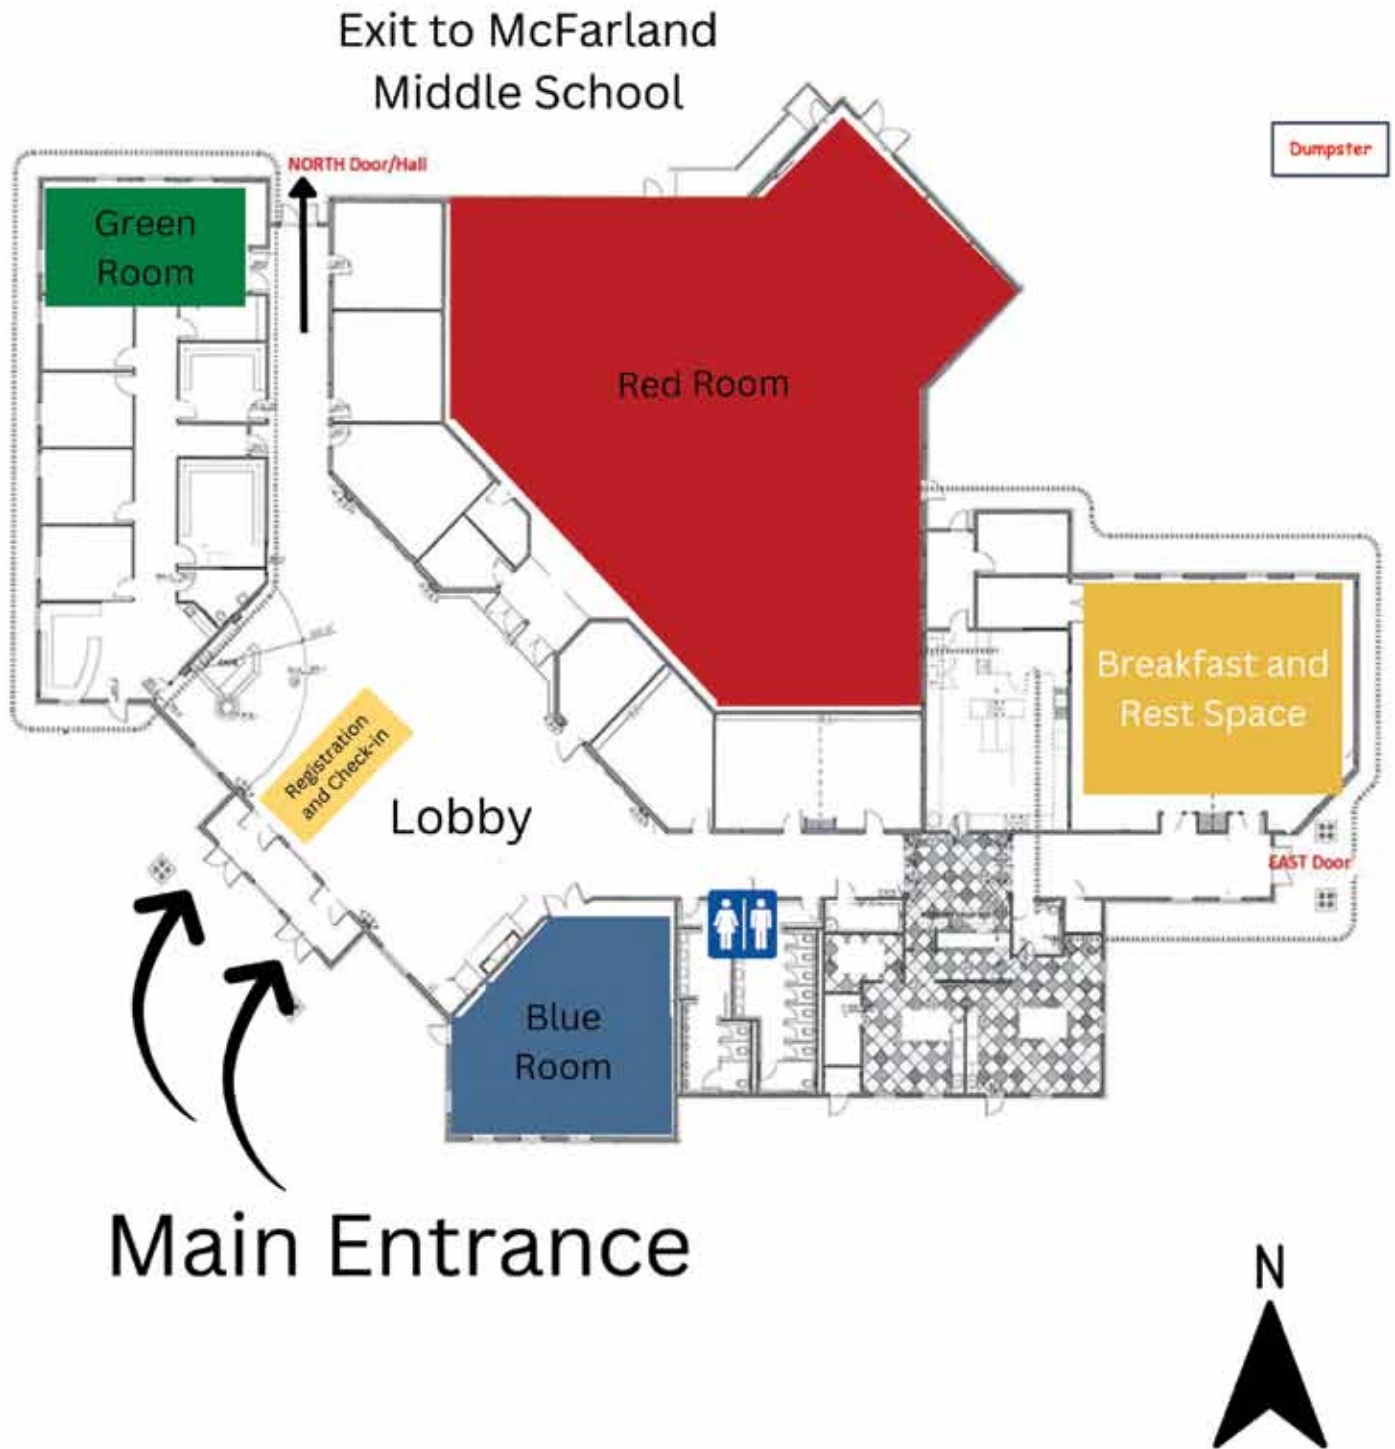 Exit to McFarland
Middle School
NORTH Door/Hall
Dumpster
Green
Room
Red Room
Breakfast and
Rest Space
Registration
and Check-in
Lobby
EAST Door
Blue
Room
Main Entrance
N